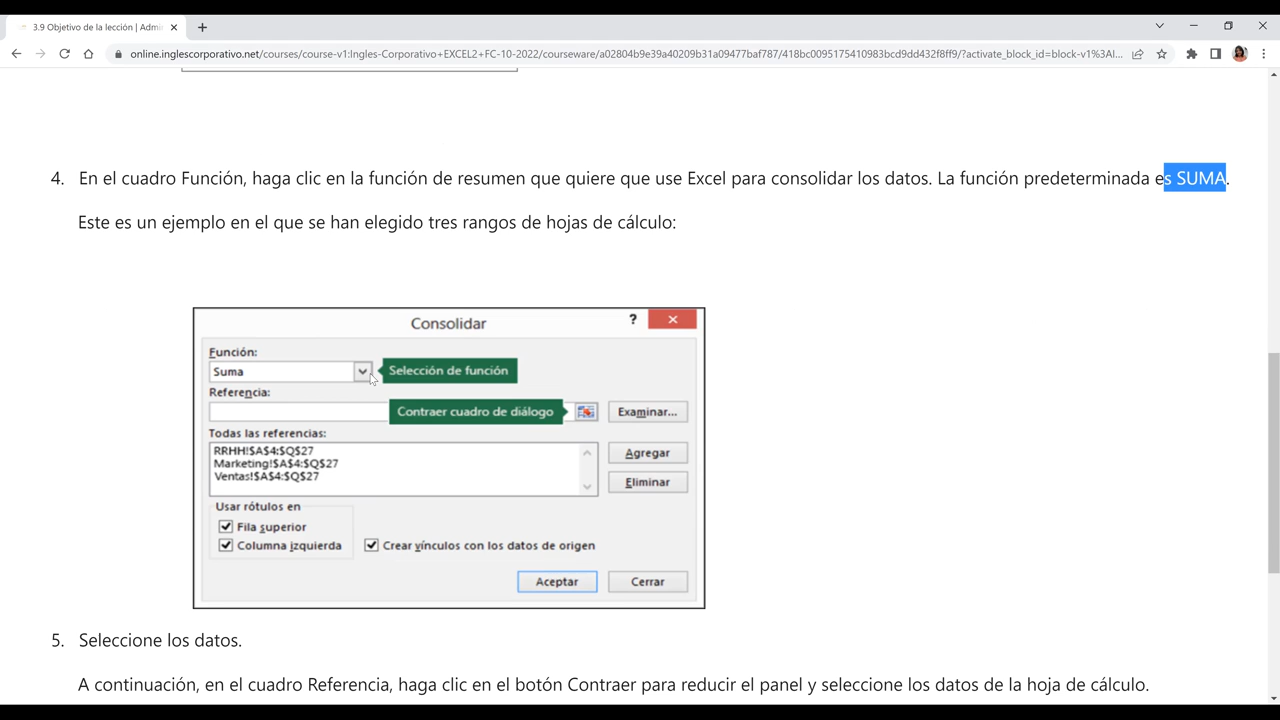 3.9 Objetivo de la lección | Admi
online.inglescorporativo.net/courses/course-v1:Ingles-Corporativo+EXCEL2+FC-10-2022/courseware/a02804b9e39a40209b31a09477baf787/418bc0095175410983bcd9dd432f8ff9/?activate_block_id=block-v1%3Al...
4. En el cuadro Función, haga clic en la función de resumen que quiere que use Excel para consolidar los datos. La función predeterminada es SUMA.
Este es un ejemplo en el que se han elegido tres rangos de hojas de cálculo:
Consolidar
?
Función:
Suma
Selección de función
Referencia:
Contraer cuadro de diálogo
Examinar...
Todas las referencias:
RRHH!$A$4:$Q$27
Marketing!$A$4:$Q$27
Ventas!$A$4:$Q$27
Agregar
Eliminar
Usar rótulos en
Fila superior
Columna izquierda
Crear vínculos con los datos de origen
Aceptar
Cerrar
5. Seleccione los datos.
A continuación, en el cuadro Referencia, haga clic en el botón Contraer para reducir el panel y seleccione los datos de la hoja de cálculo.